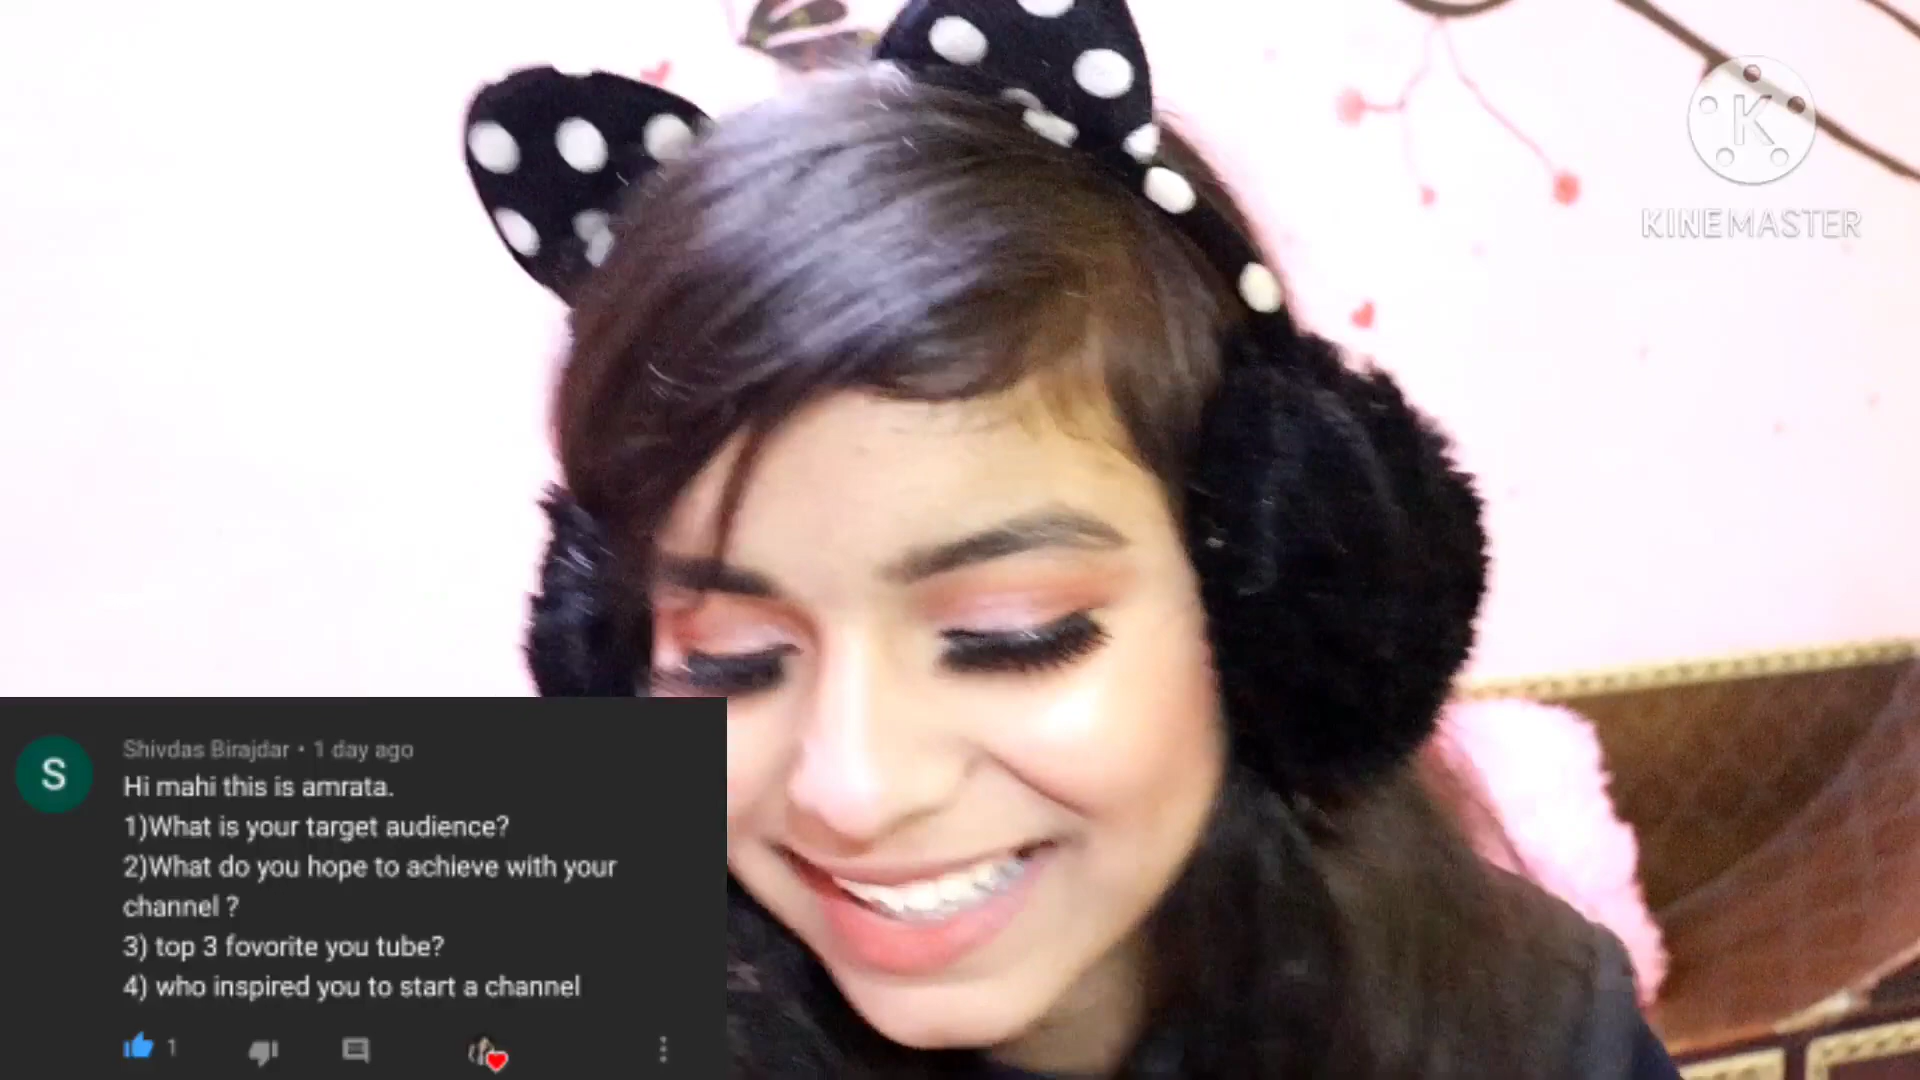 K
KINEMASTER
S
Shivdas Birajdar • 1 day ago
Hi mahi this is amrata.
1)What is your target audience?
2)What do you hope to achieve with your
channel ?
3) top 3 fovorite you tube?
4) who inspired you to start a channel
1